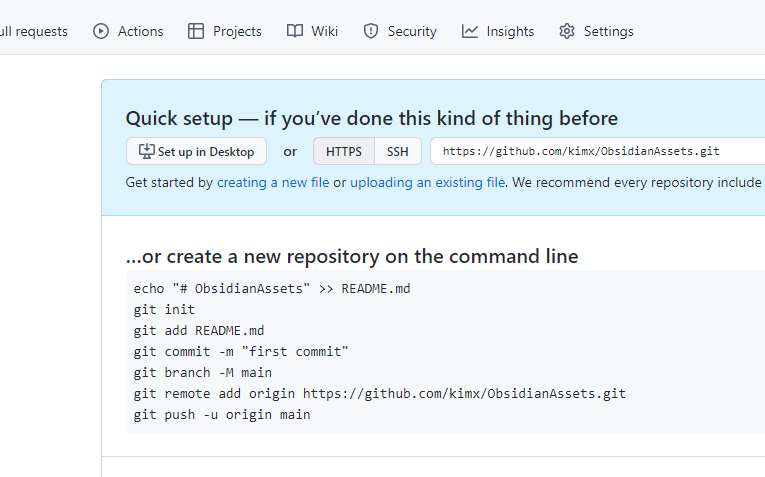 ull requests Actions Projects Wiki Security Insights Settings
Quick setup — if you've done this kind of thing before
Set up in Desktop or HTTPS SSH https://github.com/kimx/ObsidianAssets.git
Get started by creating a new file or uploading an existing file. We recommend every repository include
...or create a new repository on the command line
echo "# ObsidianAssets" >> README.md
git init
git add README.md
git commit -m "first commit"
git branch -M main
git remote add origin https://github.com/kimx/ObsidianAssets.git
git push -u origin main